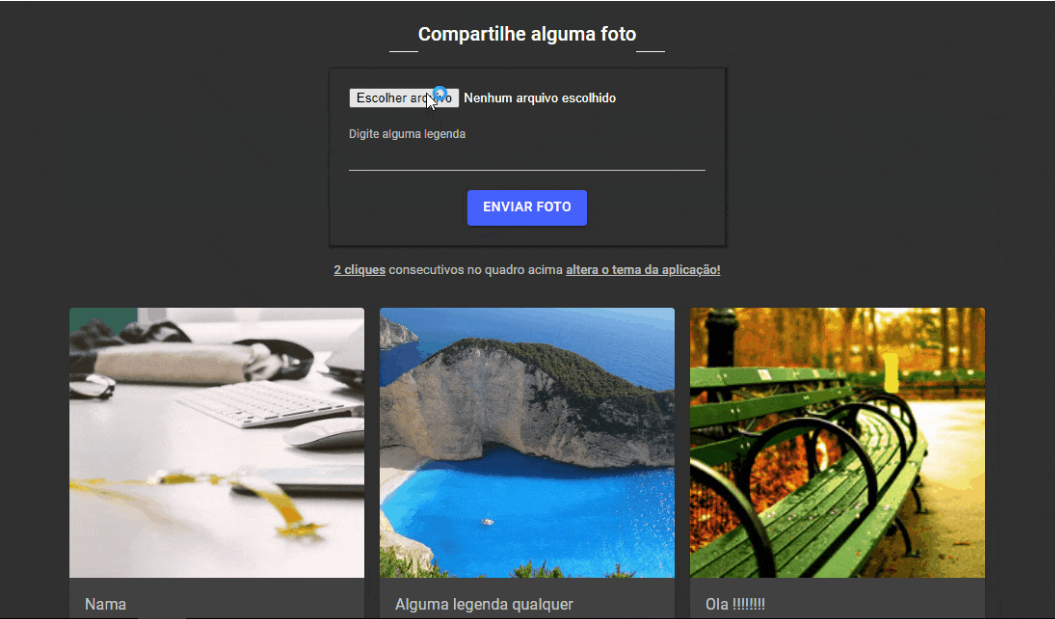 Compartilhe alguma foto
Escolher arquivo Nenhum arquivo escolhido
Digite alguma legenda
ENVIAR FOTO
2 cliques consecutivos no quadro acima altera o tema da aplicação!
Nama
Alguma legenda qualquer
Ola !!!!!!!!